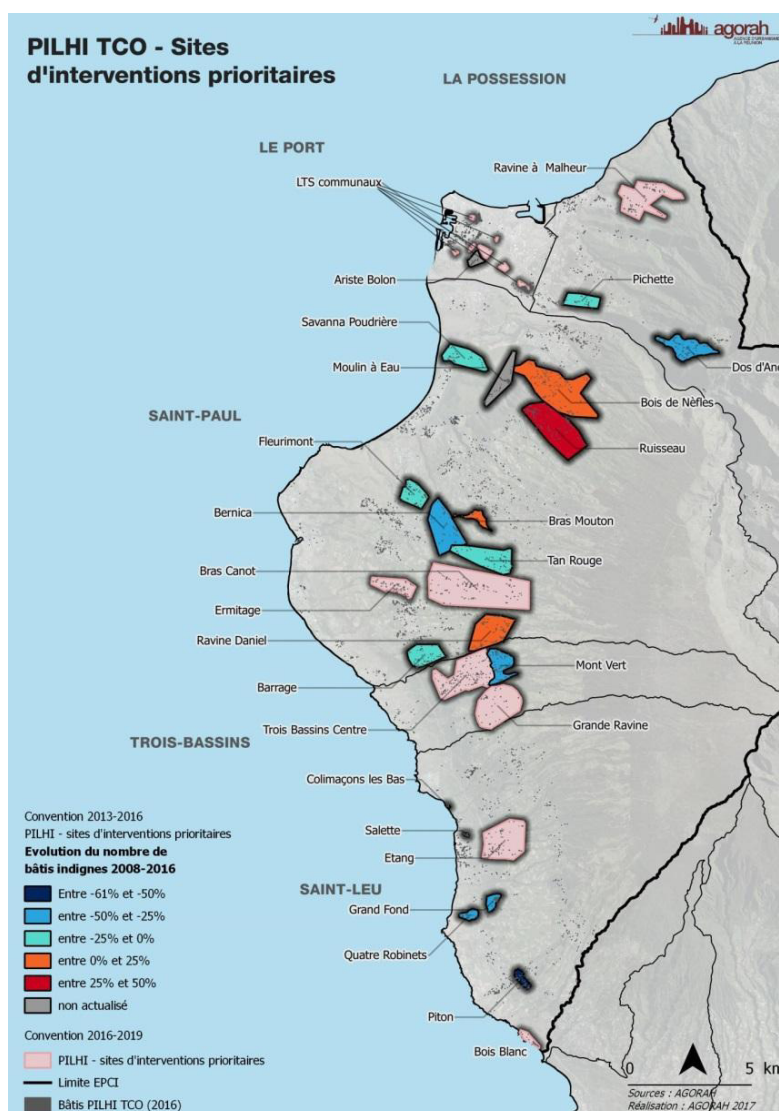 PILHI TCO - Sites
d'interventions prioritaires
agorah
LA POSSESSION
LE PORT
Ravine à Malheur
LTS communaux
Ariste Bolon
Pichette
Savanna Poudrière
Moulin à Eau
Dos d'Ane
Bois de Nèfles
SAINT-PAUL
Fleurimont
Ruisseau
Bernica
Bras Mouton
Tan Rouge
Bras Canot
Ermitage
Ravine Daniel
Mont Vert
Barrage
Trois Bassins Centre
Grande Ravine
TROIS-BASSINS
Colimaçons les Bas
Salette
Etang
SAINT-LEU
Grand Fond
Quatre Robinets
Piton
Bois Blanc
Convention 2013-2016
PILHI - sites d'interventions prioritaires
Evolution du nombre de
bâtis indignes 2008-2016
Entre -61% et -50%
entre -50% et -25%
entre -25% et 0%
entre 0% et 25%
entre 25% et 50%
non actualisé
Convention 2016-2019
PILHI - sites d'interventions prioritaires
Limite EPCI
Bâtis PILHI TCO (2016)
0 5 km
Sources : AGORAH
Réalisation : AGORAH 2017